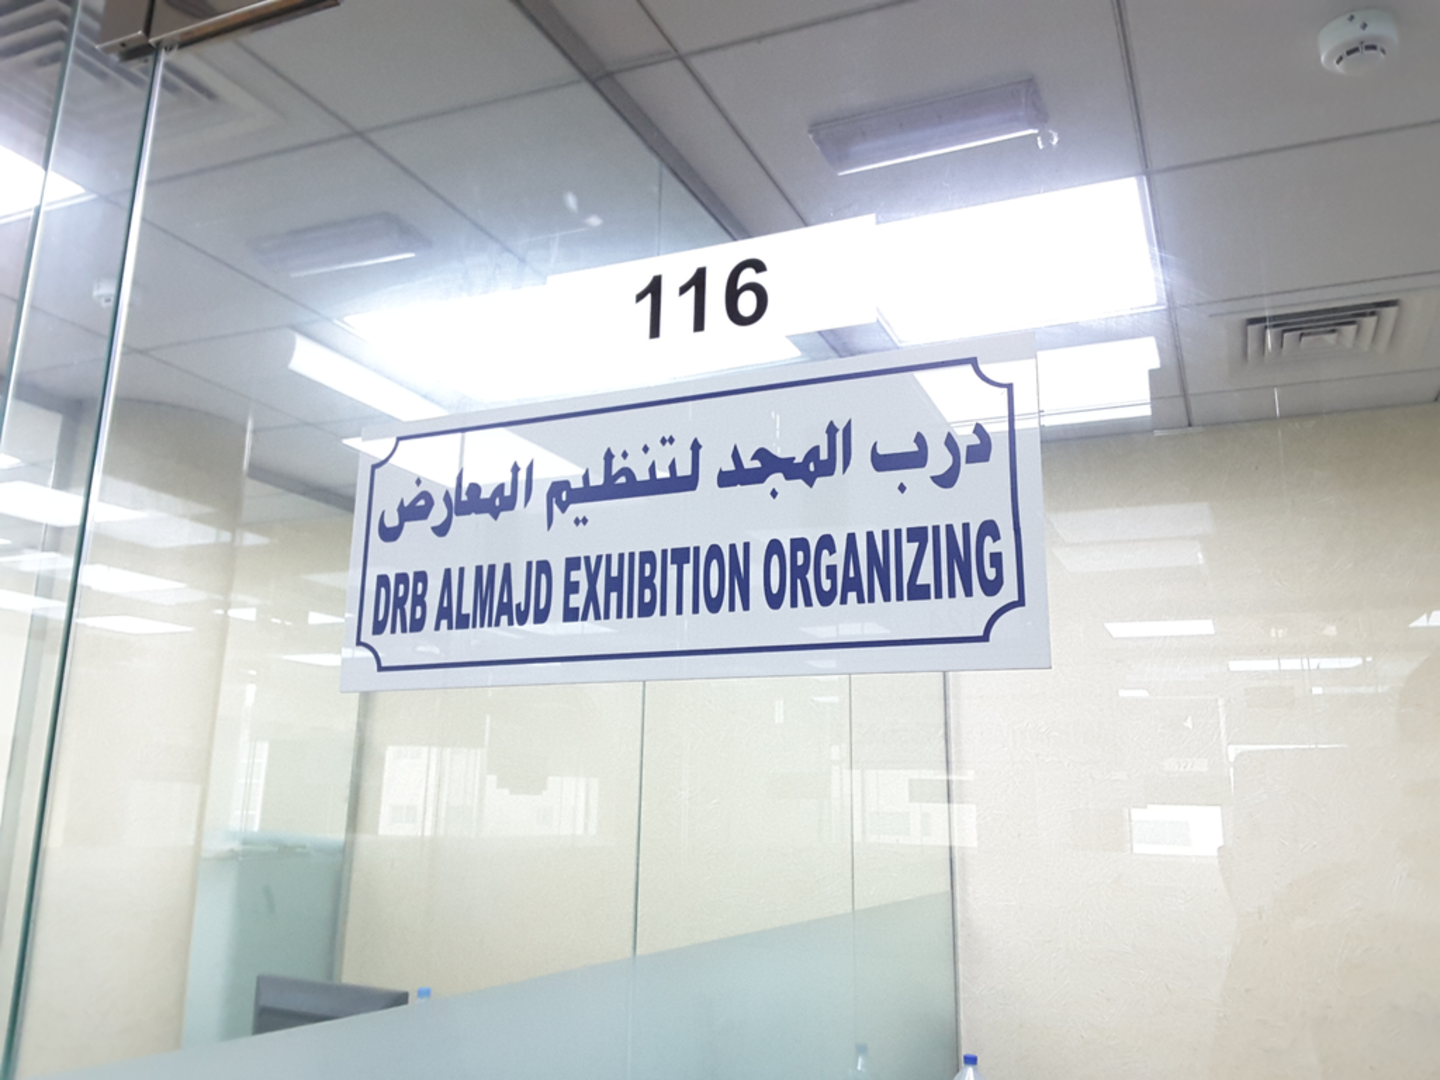 116
درب المجد لتنظيم المعارض
DRB ALMAJD EXHIBITION ORGANIZING